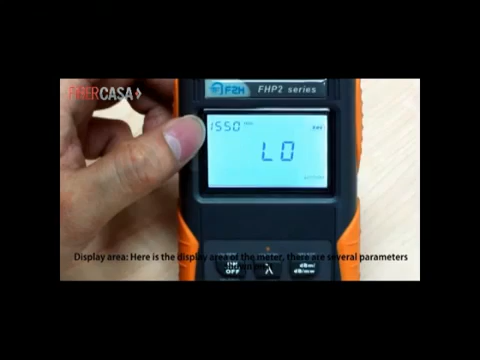 FIBERCASA
F2H FHP2 series
1550
LO
Display area: Here is the display area of the meter, there are several parameters
OFF
λ
dBm/
dB/mw